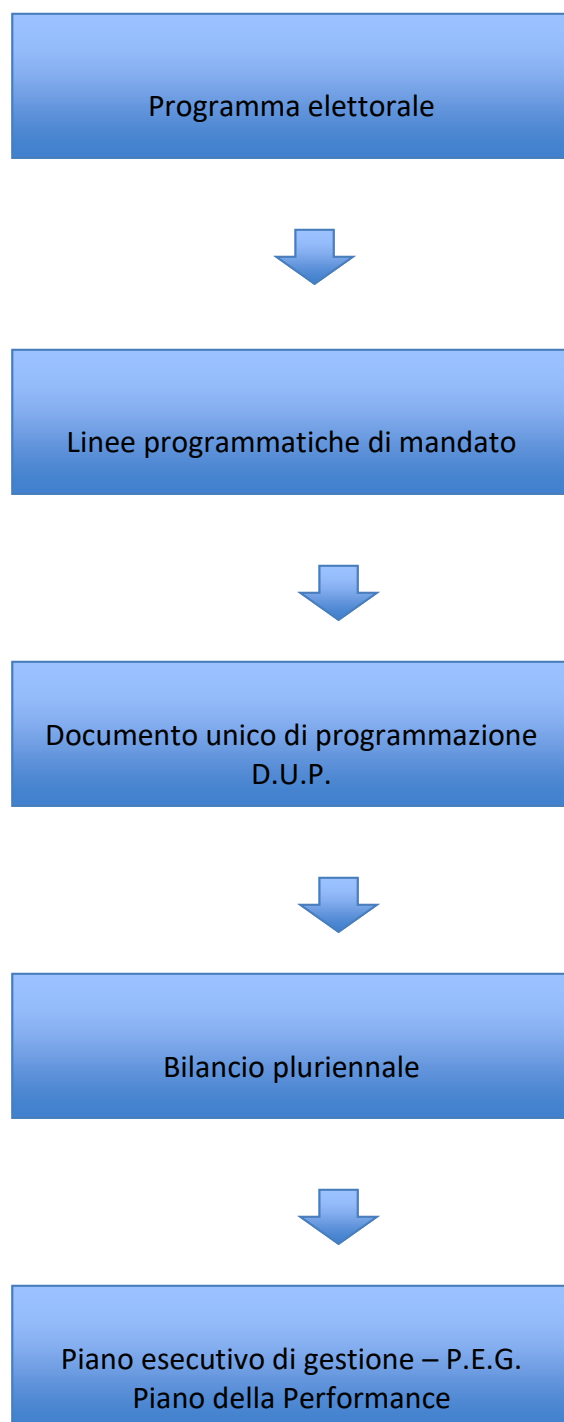 Programma elettorale
Linee programmatiche di mandato
Documento unico di programmazione
D.U.P.
Bilancio pluriennale
Piano esecutivo di gestione – P.E.G.
Piano della Performance